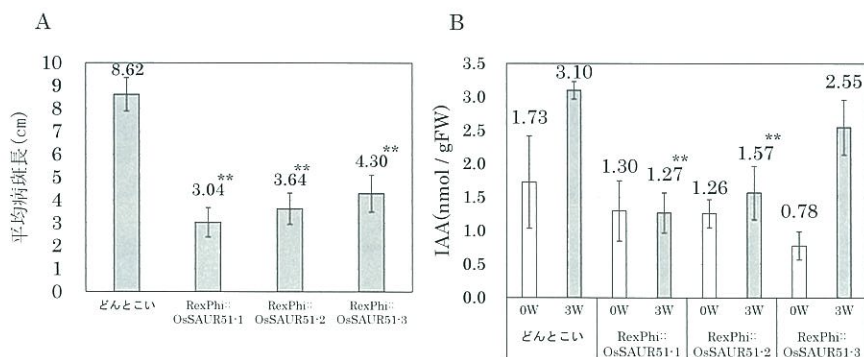 A
平均病斑長(cm)
10
9
8
7
6
5
4
3
2
1
0
8.62
3.04**
3.64**
4.30**
どんとこい
RexPhi::
OsSAUR51-1
RexPhi::
OsSAUR51-2
RexPhi::
OsSAUR51-3
B
IAA(nmol / gFW)
3.5
3.0
2.5
2.0
1.5
1.0
0.5
0.0
1.73
3.10
1.30
1.27**
1.26
1.57**
0.78
2.55
0W 3W 0W 3W 0W 3W 0W 3W
どんとこい
RexPhi::
OsSAUR51-1
RexPhi::
OsSAUR51-2
RexPhi::
OsSAUR51-3